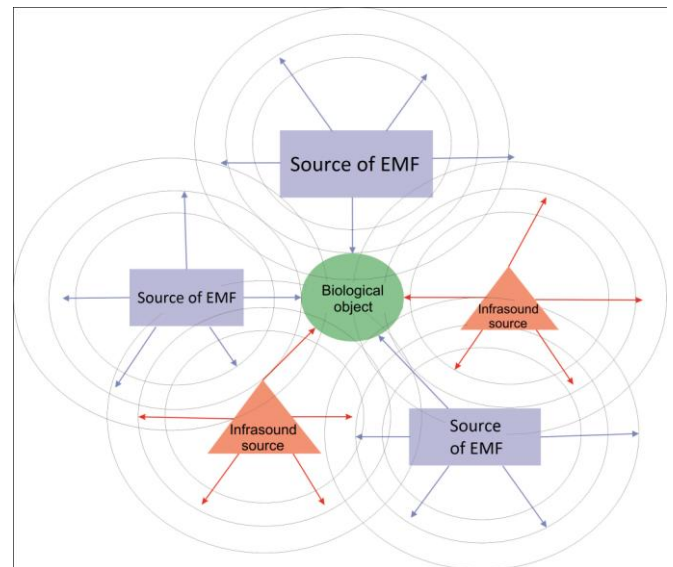 Source of EMF
Source of EMF
Biological
object
Infrasound
source
Infrasound
source
Source
of EMF